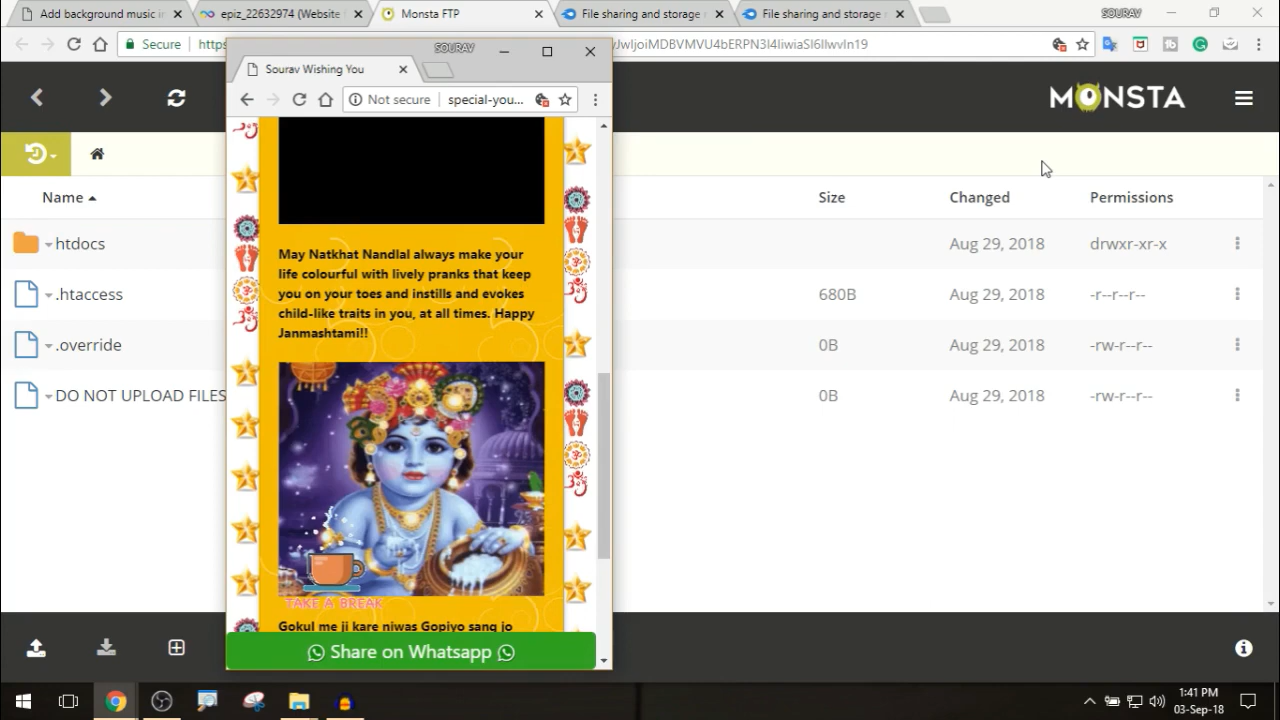 Add background music i
epiz_22632974 (Website
Monsta FTP
File sharing and storage
File sharing and storage
SOURAV
Secure
https
JwIjoiMDBVMVU4bERPN3I4IiwiaSI6IlwvIn19
SOURAV
Sourav Wishing You
Not secure
special-you...
MONSTA
Name
Size
Changed
Permissions
htdocs
Aug 29, 2018
drwxr-xr-x
.htaccess
680B
Aug 29, 2018
-r--r--r--
.override
0B
Aug 29, 2018
-rw-r--r--
DO NOT UPLOAD FILES
0B
Aug 29, 2018
-rw-r--r--
May Natkhat Nandlal always make your
life colourful with lively pranks that keep
you on your toes and instills and evokes
child-like traits in you, at all times. Happy
Janmashtami!!
TAKE A BREAK
Gokul me ji kare niwas Gopiyo sang jo
Share on Whatsapp
1:41 PM
03-Sep-18